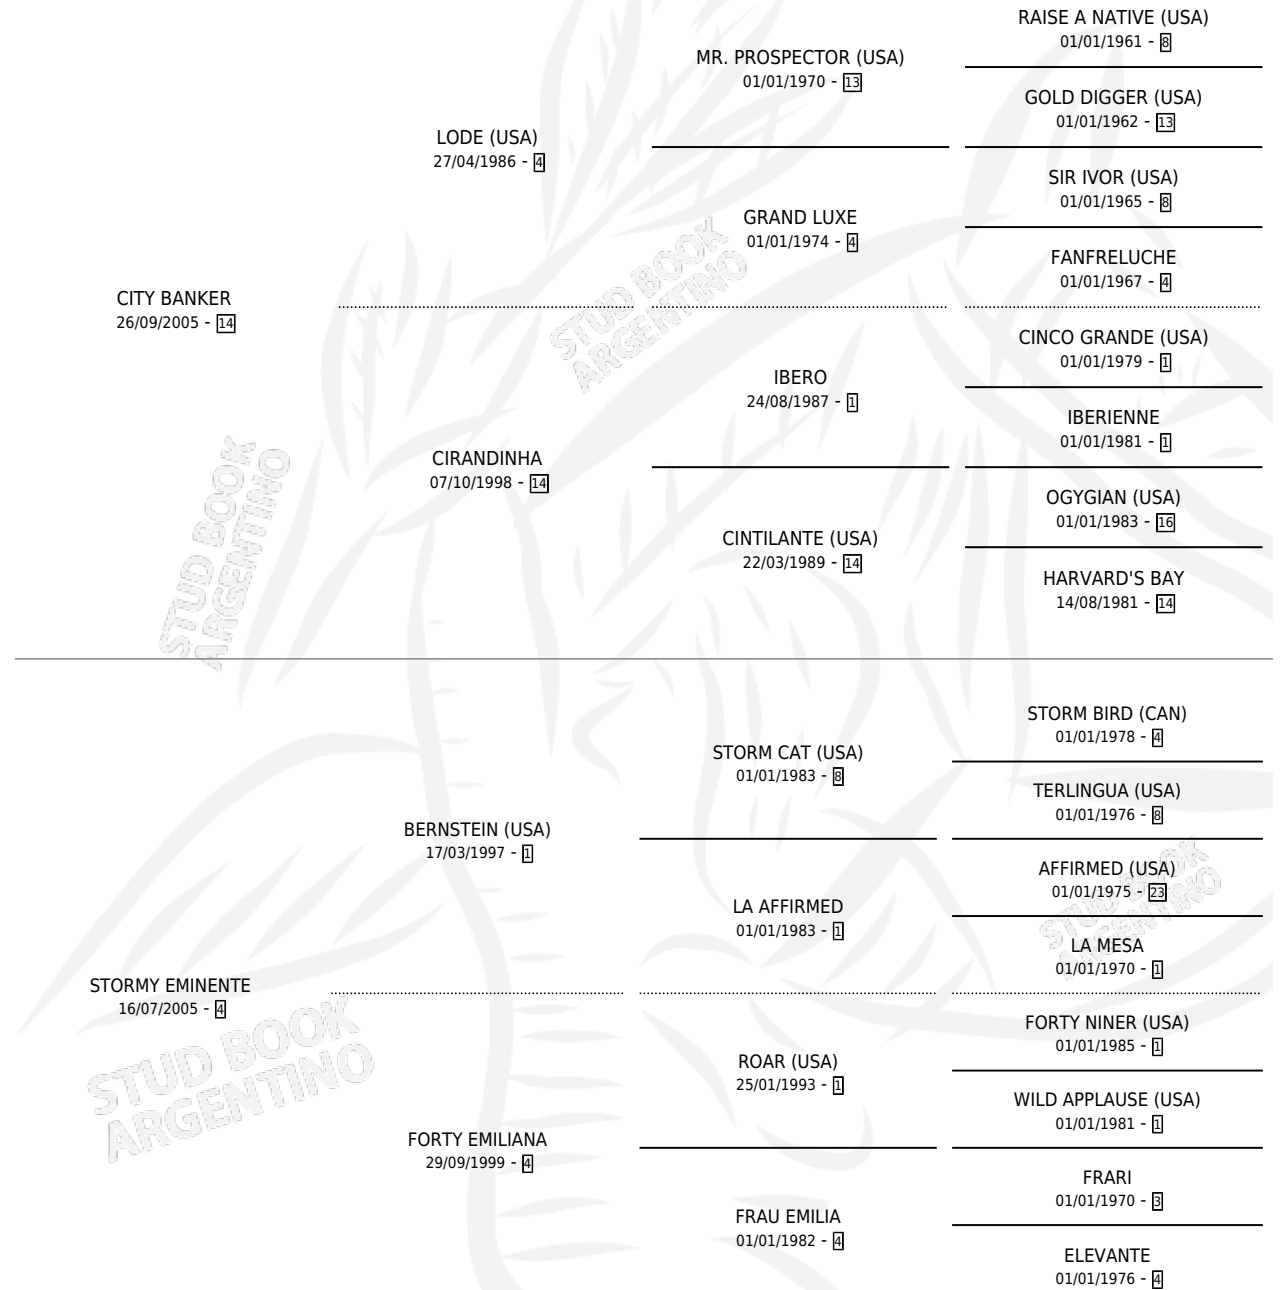 RAISE A NATIVE (USA)
01/01/1961 - 8
MR. PROSPECTOR (USA)
01/01/1970 - 13
GOLD DIGGER (USA)
01/01/1962 - 13
LODE (USA)
27/04/1986 - 4
SIR IVOR (USA)
01/01/1965 - 8
GRAND LUXE
01/01/1974 - 4
FANFRELUCHE
01/01/1967 - 4
CITY BANKER
26/09/2005 - 14
STUD BOOK
ARGENTINO
CINCO GRANDE (USA)
01/01/1979 - 1
IBERO
24/08/1987 - 1
IBERIENNE
01/01/1981 - 1
CIRANDINHA
07/10/1998 - 14
OGYGIAN (USA)
01/01/1983 - 16
CINTILANTE (USA)
22/03/1989 - 14
HARVARD'S BAY
14/08/1981 - 14
STUD BOOK
ARGENTINO
STORM BIRD (CAN)
01/01/1978 - 4
STORM CAT (USA)
01/01/1983 - 8
TERLINGUA (USA)
01/01/1976 - 8
BERNSTEIN (USA)
17/03/1997 - 1
AFFIRMED (USA)
01/01/1975 - 23
LA AFFIRMED
01/01/1983 - 1
STUD BOOK
ARGENTINO
LA MESA
01/01/1970 - 1
STORMY EMINENTE
16/07/2005 - 4
STUD BOOK
ARGENTINO
FORTY NINER (USA)
01/01/1985 - 1
ROAR (USA)
25/01/1993 - 1
WILD APPLAUSE (USA)
01/01/1981 - 1
FORTY EMILIANA
29/09/1999 - 4
FRARI
01/01/1970 - 3
FRAU EMILIA
01/01/1982 - 4
ELEVANTE
01/01/1976 - 4